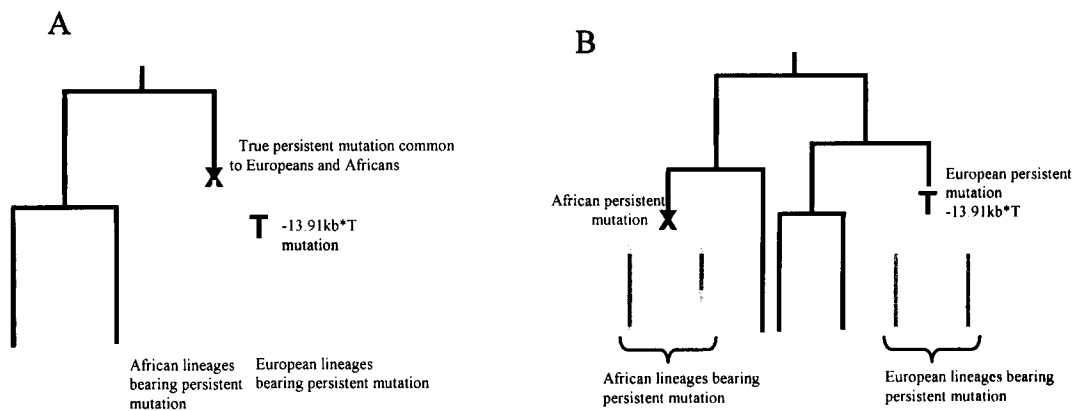 A
True persistent mutation common
to Europeans and Africans
X
T
-13.91kb*T
mutation
African lineages
bearing persistent
mutation
European lineages
bearing persistent mutation
B
African persistent
mutation
X
European persistent
mutation
-13.91kb*T
T
African lineages bearing
persistent mutation
European lineages bearing
persistent mutation